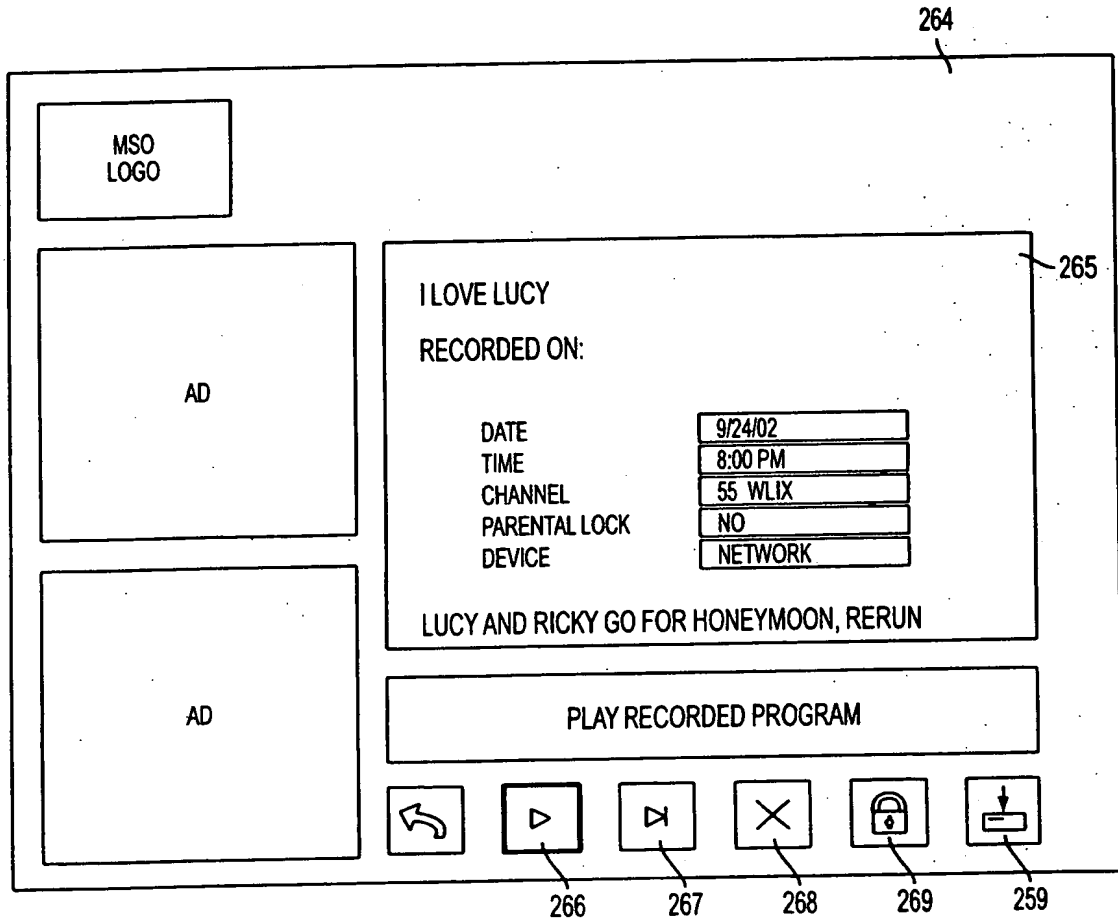 264
MSO
LOGO
265
I LOVE LUCY
RECORDED ON:
AD
DATE 9/24/02
TIME 8:00 PM
CHANNEL 55 WLIX
PARENTAL LOCK NO
DEVICE NETWORK
LUCY AND RICKY GO FOR HONEYMOON, RERUN
AD
PLAY RECORDED PROGRAM
266 267 268 269 259